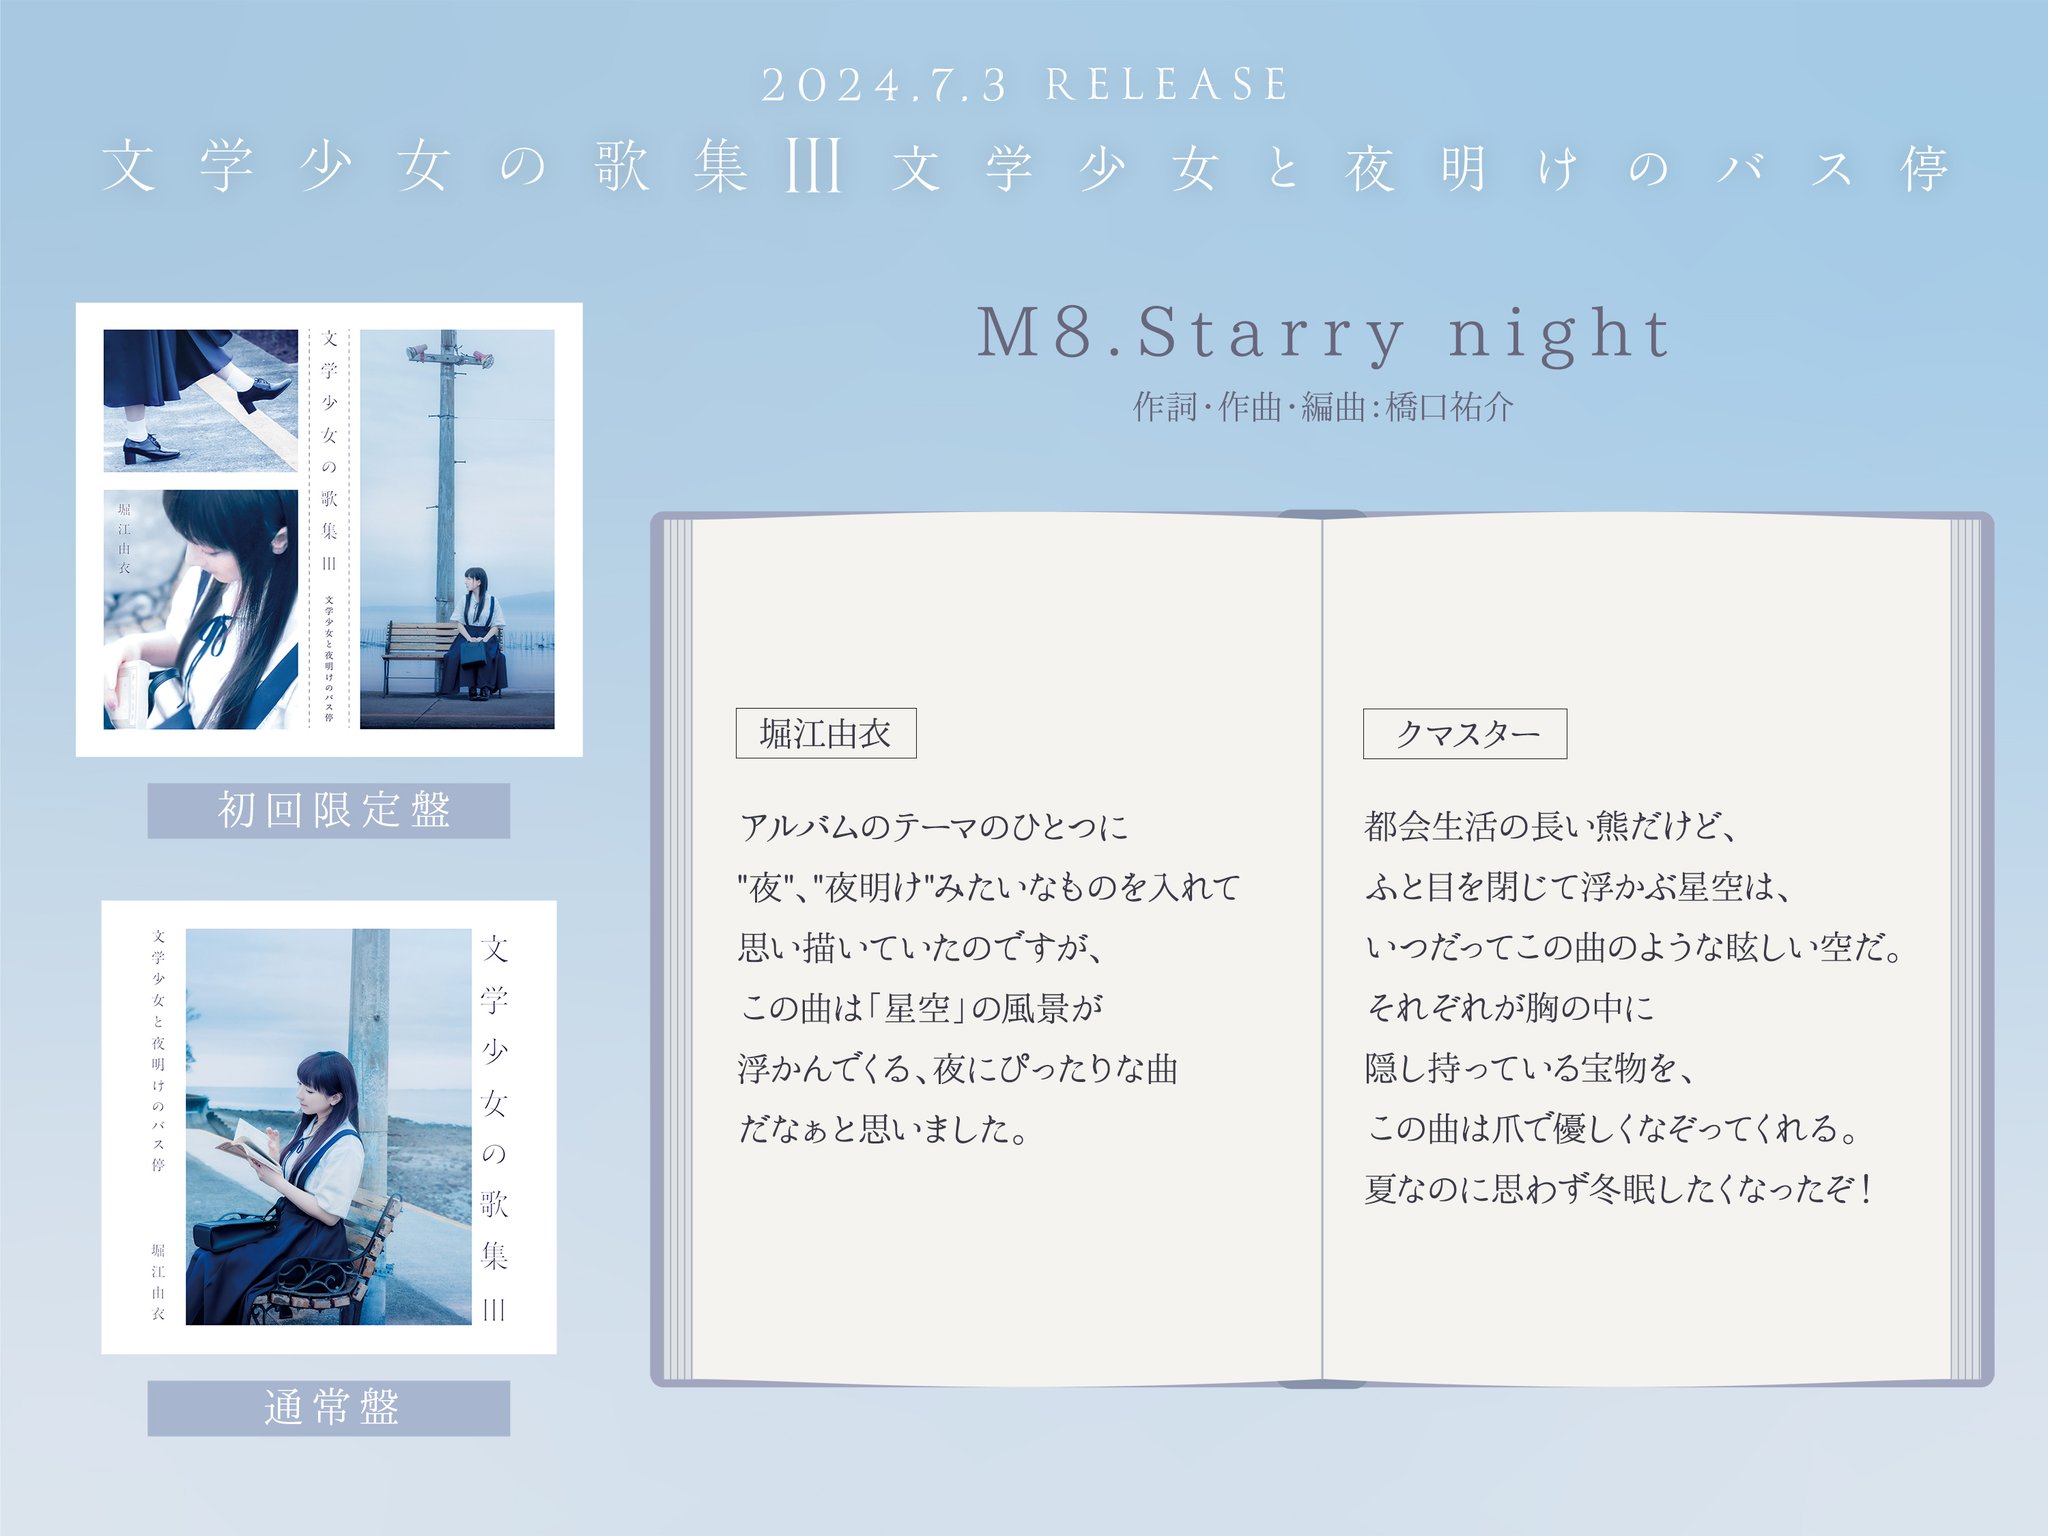 2024.7.3 RELEASE
文学少女の歌集III 文学少女と夜明けのバス停
文学少女の歌集III 文学少女と夜明けのバス停
堀江由衣
初回限定盤
文学少女の歌集III
文学少女と夜明けのバス停
堀江由衣
通常盤
M8.Starry night
作詞・作曲・編曲:橋口祐介
堀江由衣
アルバムのテーマのひとつに
"夜"、"夜明け"みたいなものを入れて
思い描いていたのですが、
この曲は「星空」の風景が
浮かんでくる、夜にぴったりな曲
だなぁと思いました。
クマスター
都会生活の長い熊だけど、
ふと目を閉じて浮かぶ星空は、
いつだってこの曲のような眩しい空だ。
それぞれが胸の中に
隠し持っている宝物を、
この曲は爪で優しくなぞってくれる。
夏なのに思わず冬眠したくなったぞ!